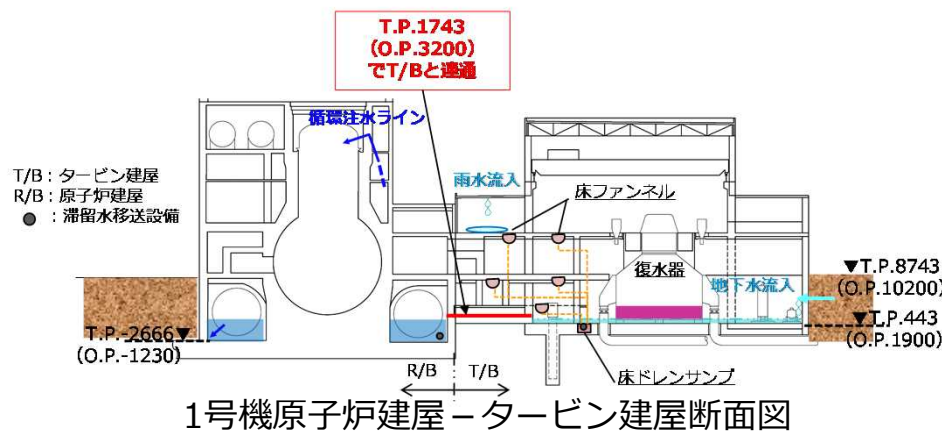 T.P.1743
(O.P.3200)
でT/Bと連通
循環注水ライン
T/B：タービン建屋
R/B：原子炉建屋
●：滞留水移送設備
雨水流入
床ファンネル
復水器
地下水流入
▼T.P.8743
(O.P.10200)
▼T.P.443
(O.P.1900)
T.P.-2666▼
(O.P.-1230)
R/B
T/B
床ドレンサンプ
1号機原子炉建屋－タービン建屋断面図